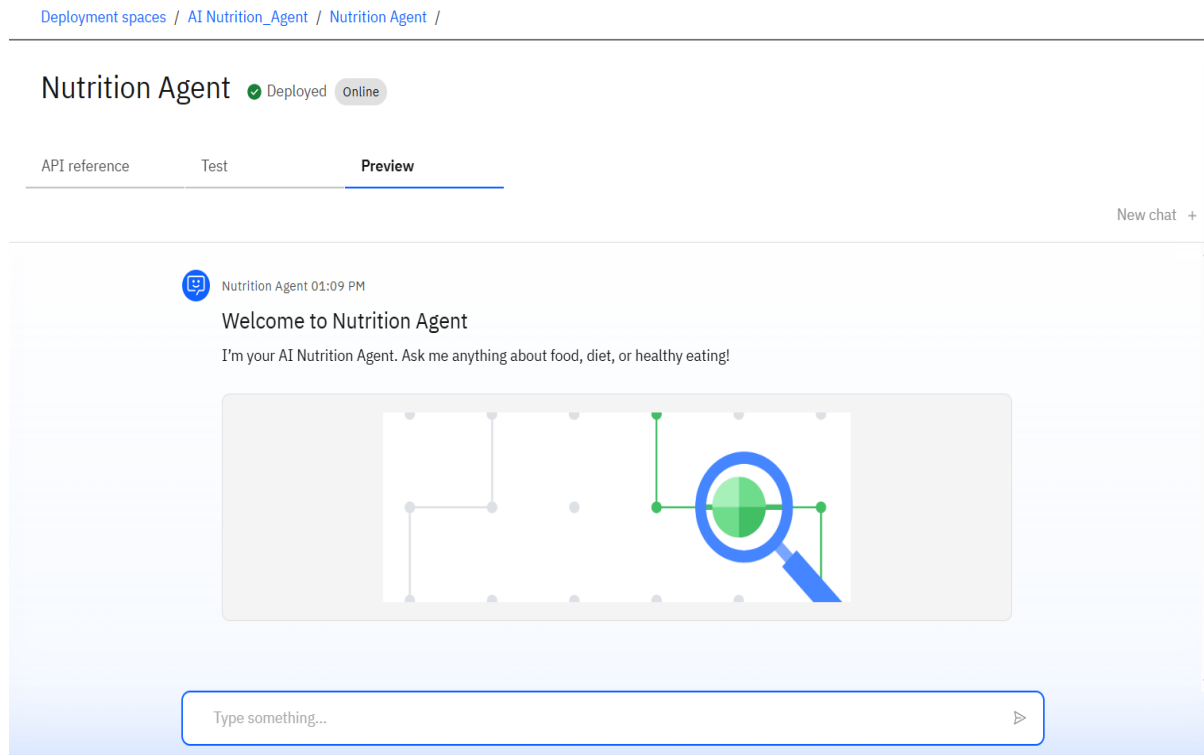 Deployment spaces / AI Nutrition_Agent / Nutrition Agent /
Nutrition Agent Deployed Online
API reference Test Preview
New chat +
Nutrition Agent 01:09 PM
Welcome to Nutrition Agent
I'm your AI Nutrition Agent. Ask me anything about food, diet, or healthy eating!
Type something...